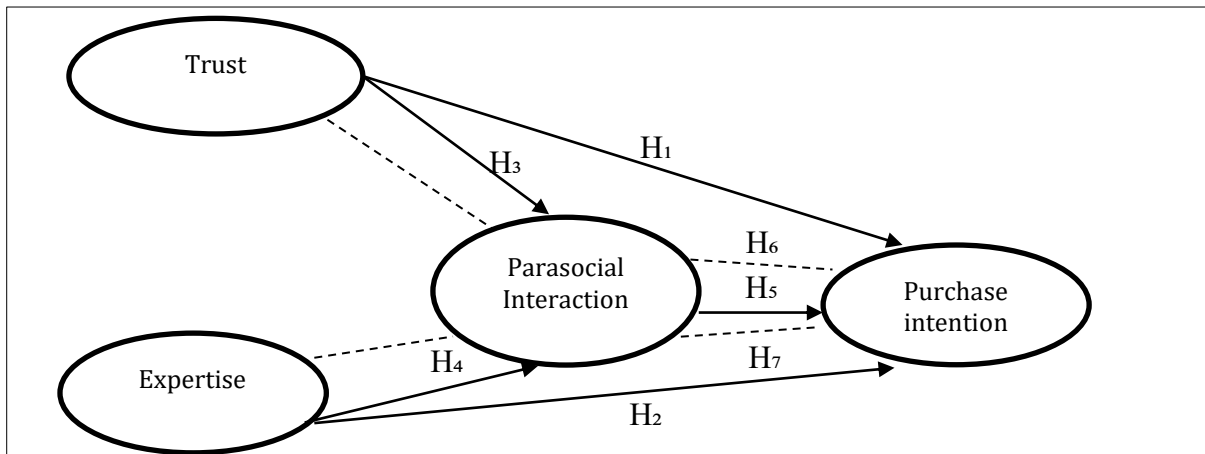 Trust
H₁
H₃
H₆
Parasocial
Interaction
H₅
Purchase
intention
H₄
H₇
Expertise
H₂